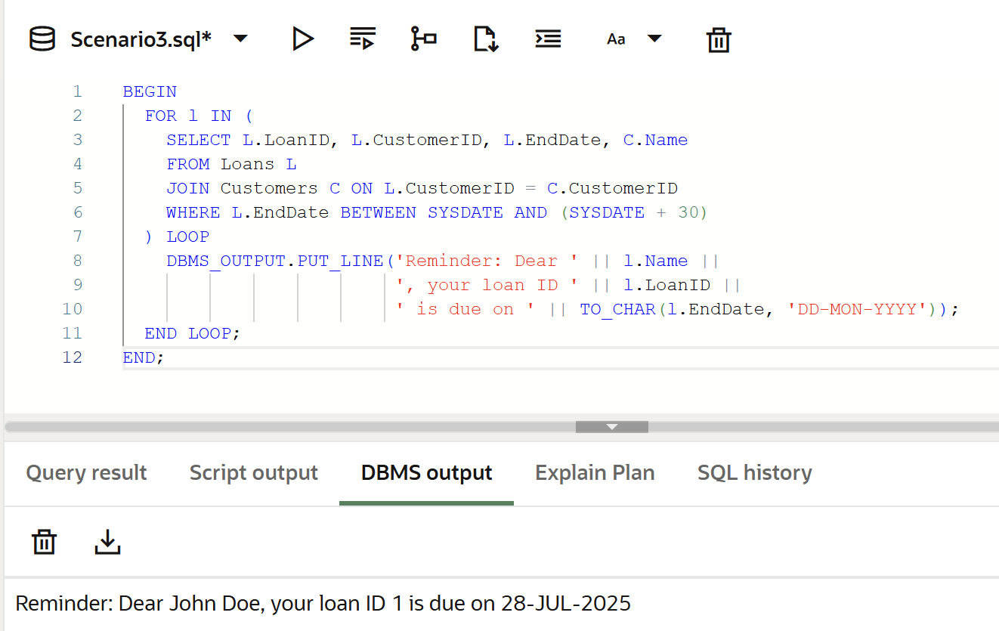 Scenario3.sql*
Aa
1 BEGIN
2 FOR l IN (
3 SELECT L.LoanID, L.CustomerID, L.EndDate, C.Name
4 FROM Loans L
5 JOIN Customers C ON L.CustomerID = C.CustomerID
6 WHERE L.EndDate BETWEEN SYSDATE AND (SYSDATE + 30)
7 ) LOOP
8 DBMS_OUTPUT.PUT_LINE('Reminder: Dear ' || l.Name ||
9 ', your loan ID ' || l.LoanID ||
10 ' is due on ' || TO_CHAR(l.EndDate, 'DD-MON-YYYY'));
11 END LOOP;
12 END;
Query result Script output DBMS output Explain Plan SQL history
Reminder: Dear John Doe, your loan ID 1 is due on 28-JUL-2025